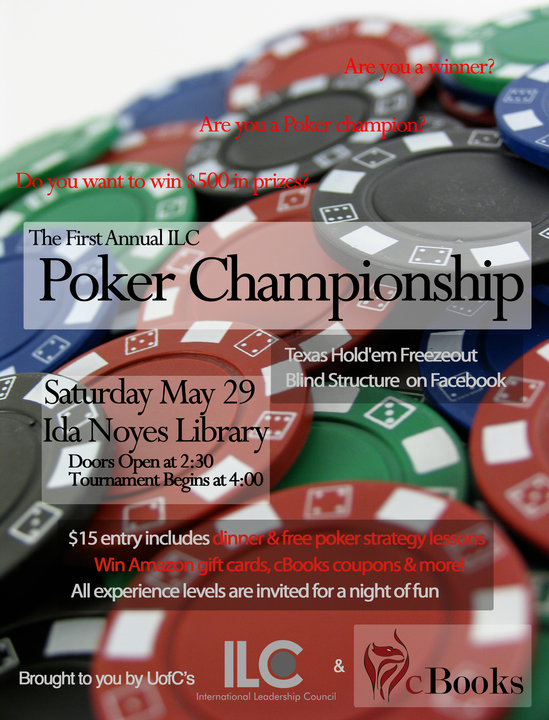 Are you a winner?
Are you a Poker champion?
Do you want to win $500 in prizes?
The First Annual ILC
Poker Championship
Texas Hold'em Freezeout
Blind Structure on Facebook
Saturday May 29
Ida Noyes Library
Doors Open at 2:30
Tournament Begins at 4:00
$15 entry includes dinner & free poker strategy lessons
Win Amazon gift cards, cBooks coupons & more!
All experience levels are invited for a night of fun
Brought to you by UofC's
ILC
International Leadership Council
&
cBooks